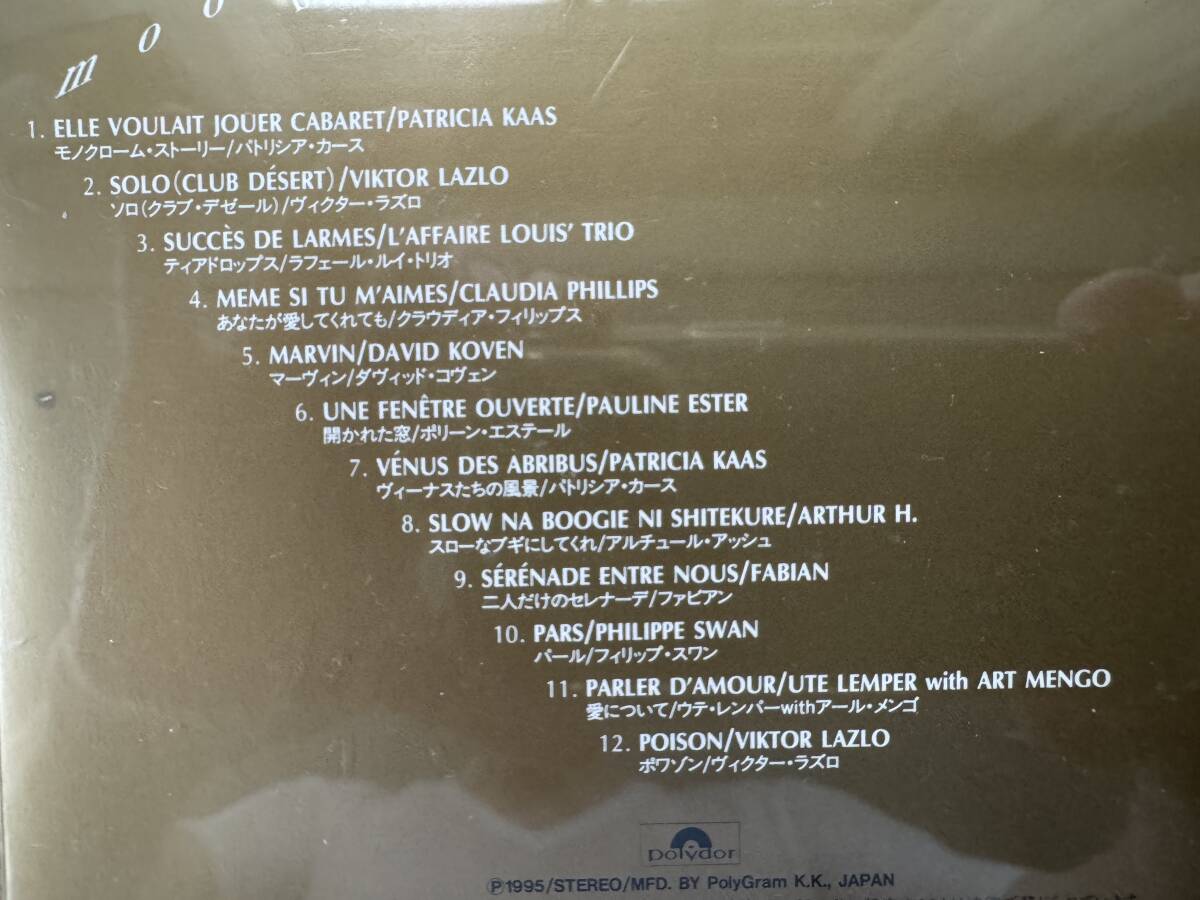 moo
1. ELLE VOULAIT JOUER CABARET/PATRICIA KAAS
モノクローム・ストーリー/パトリシア・カース
2. SOLO(CLUB DÉSERT)/VIKTOR LAZLO
ソロ(クラブ・デゼール)/ヴィクター・ラズロ
3. SUCCÈS DE LARMES/L'AFFAIRE LOUIS' TRIO
ティアドロップス/ラフェール・ルイ・トリオ
4. MEME SI TU M'AIMES/CLAUDIA PHILLIPS
あなたが愛してくれても/クラウディア・フィリップス
5. MARVIN/DAVID KOVEN
マーヴィン/ダヴィッド・コヴェン
6. UNE FENÊTRE OUVERTE/PAULINE ESTER
開かれた窓/ポリーン・エステール
7. VÉNUS DES ABRIBUS/PATRICIA KAAS
ヴィーナスたちの風景/パトリシア・カース
8. SLOW NA BOOGIE NI SHITEKURE/ARTHUR H.
スローなブギにしてくれ/アルチュール・アッシュ
9. SÉRÉNADE ENTRE NOUS/FABIAN
二人だけのセレナーデ/ファビアン
10. PARS/PHILIPPE SWAN
パール/フィリップ・スワン
11. PARLER D'AMOUR/UTE LEMPER with ART MENGO
愛について/ウテ・レンパーwithアール・メンゴ
12. POISON/VIKTOR LAZLO
ポワゾン/ヴィクター・ラズロ
polydor
Ⓟ1995/STEREO/MFD. BY PolyGram K.K., JAPAN